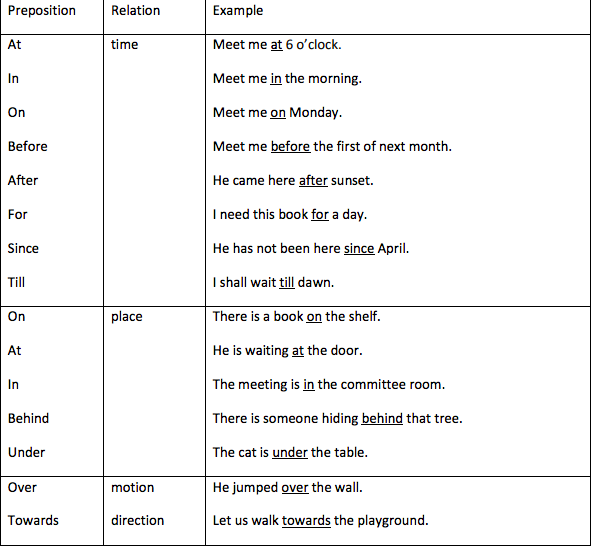 Preposition Relation Example
At time Meet me at 6 o'clock.
In Meet me in the morning.
On Meet me on Monday.
Before Meet me before the first of next month.
After He came here after sunset.
For I need this book for a day.
Since He has not been here since April.
Till I shall wait till dawn.
On place There is a book on the shelf.
At He is waiting at the door.
In The meeting is in the committee room.
Behind There is someone hiding behind that tree.
Under The cat is under the table.
Over motion He jumped over the wall.
Towards direction Let us walk towards the playground.